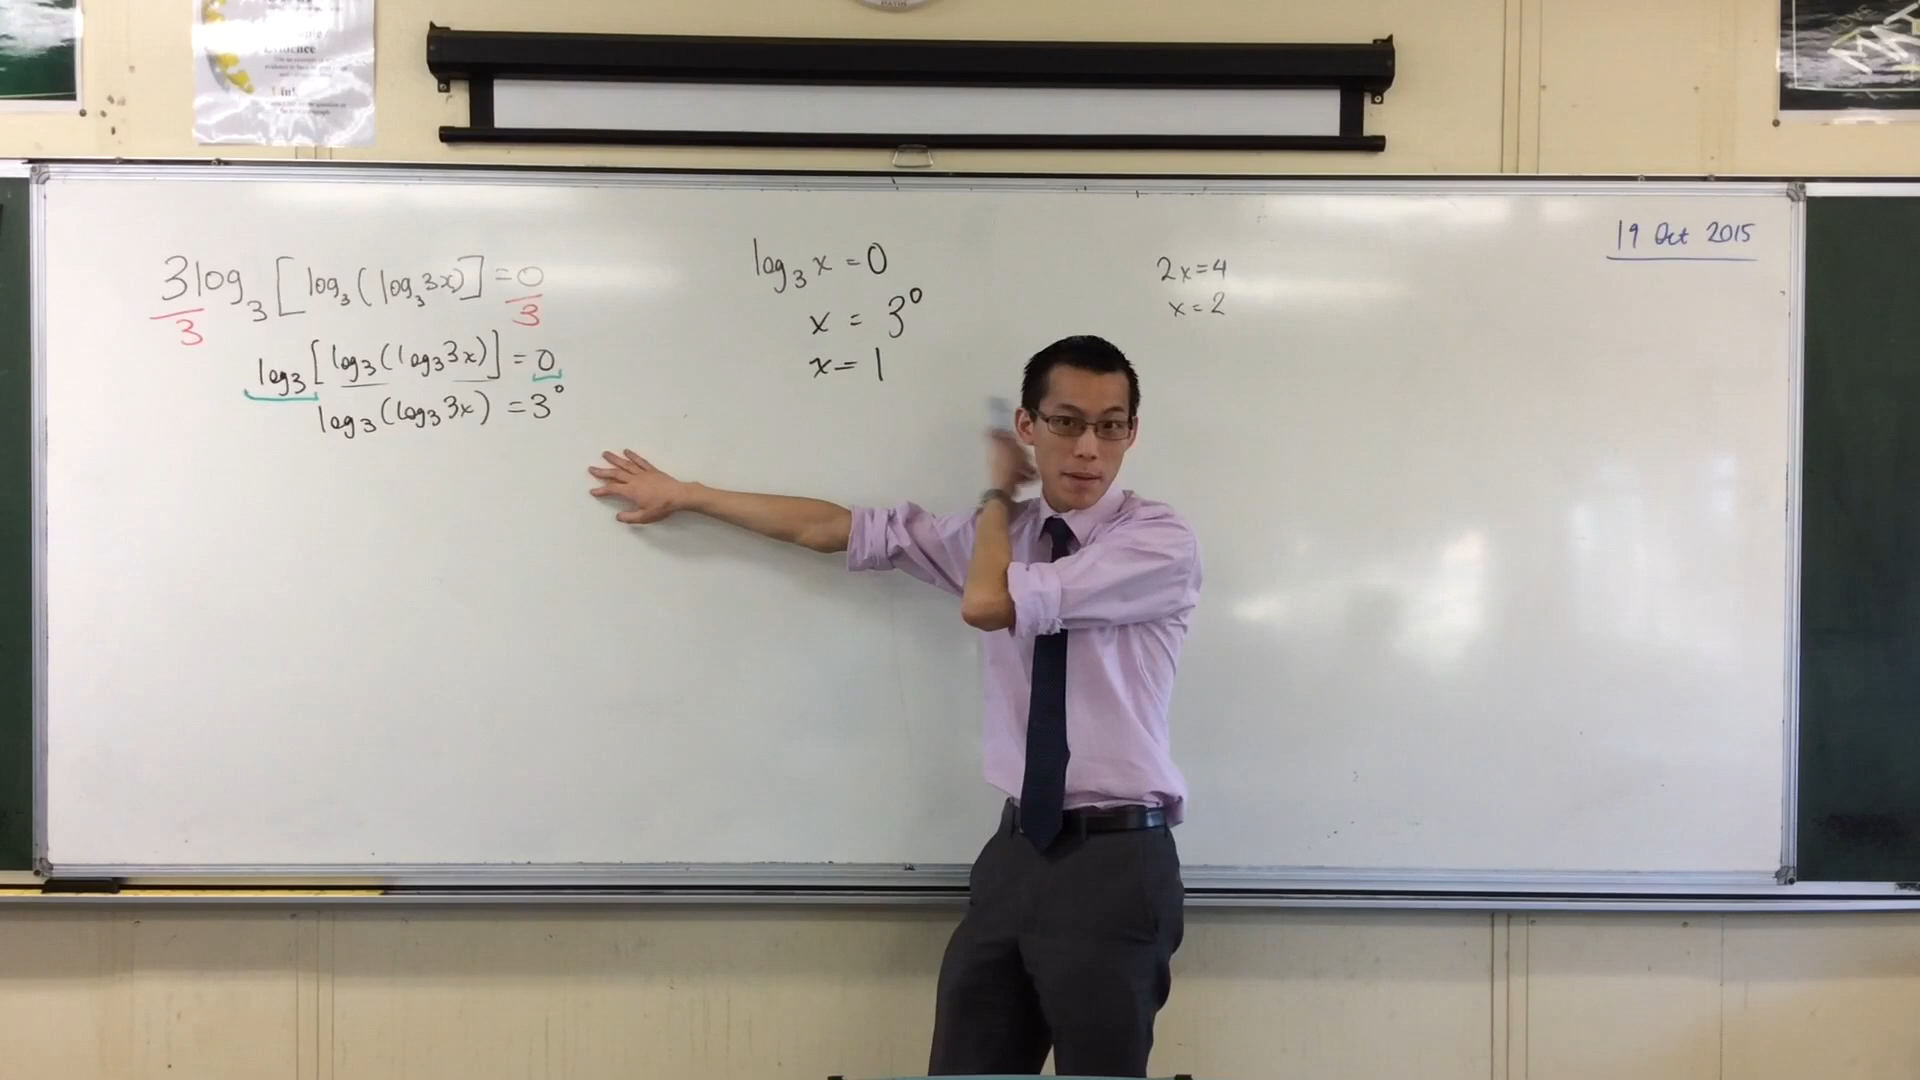 Evidence
3log₃[log₃(log₃3x)]=0
3 3
log₃[log₃(log₃3x)]=0
log₃(log₃3x)=3⁰
log₃x=0
x=3⁰
x=1
2x=4
x=2
19 Oct 2015